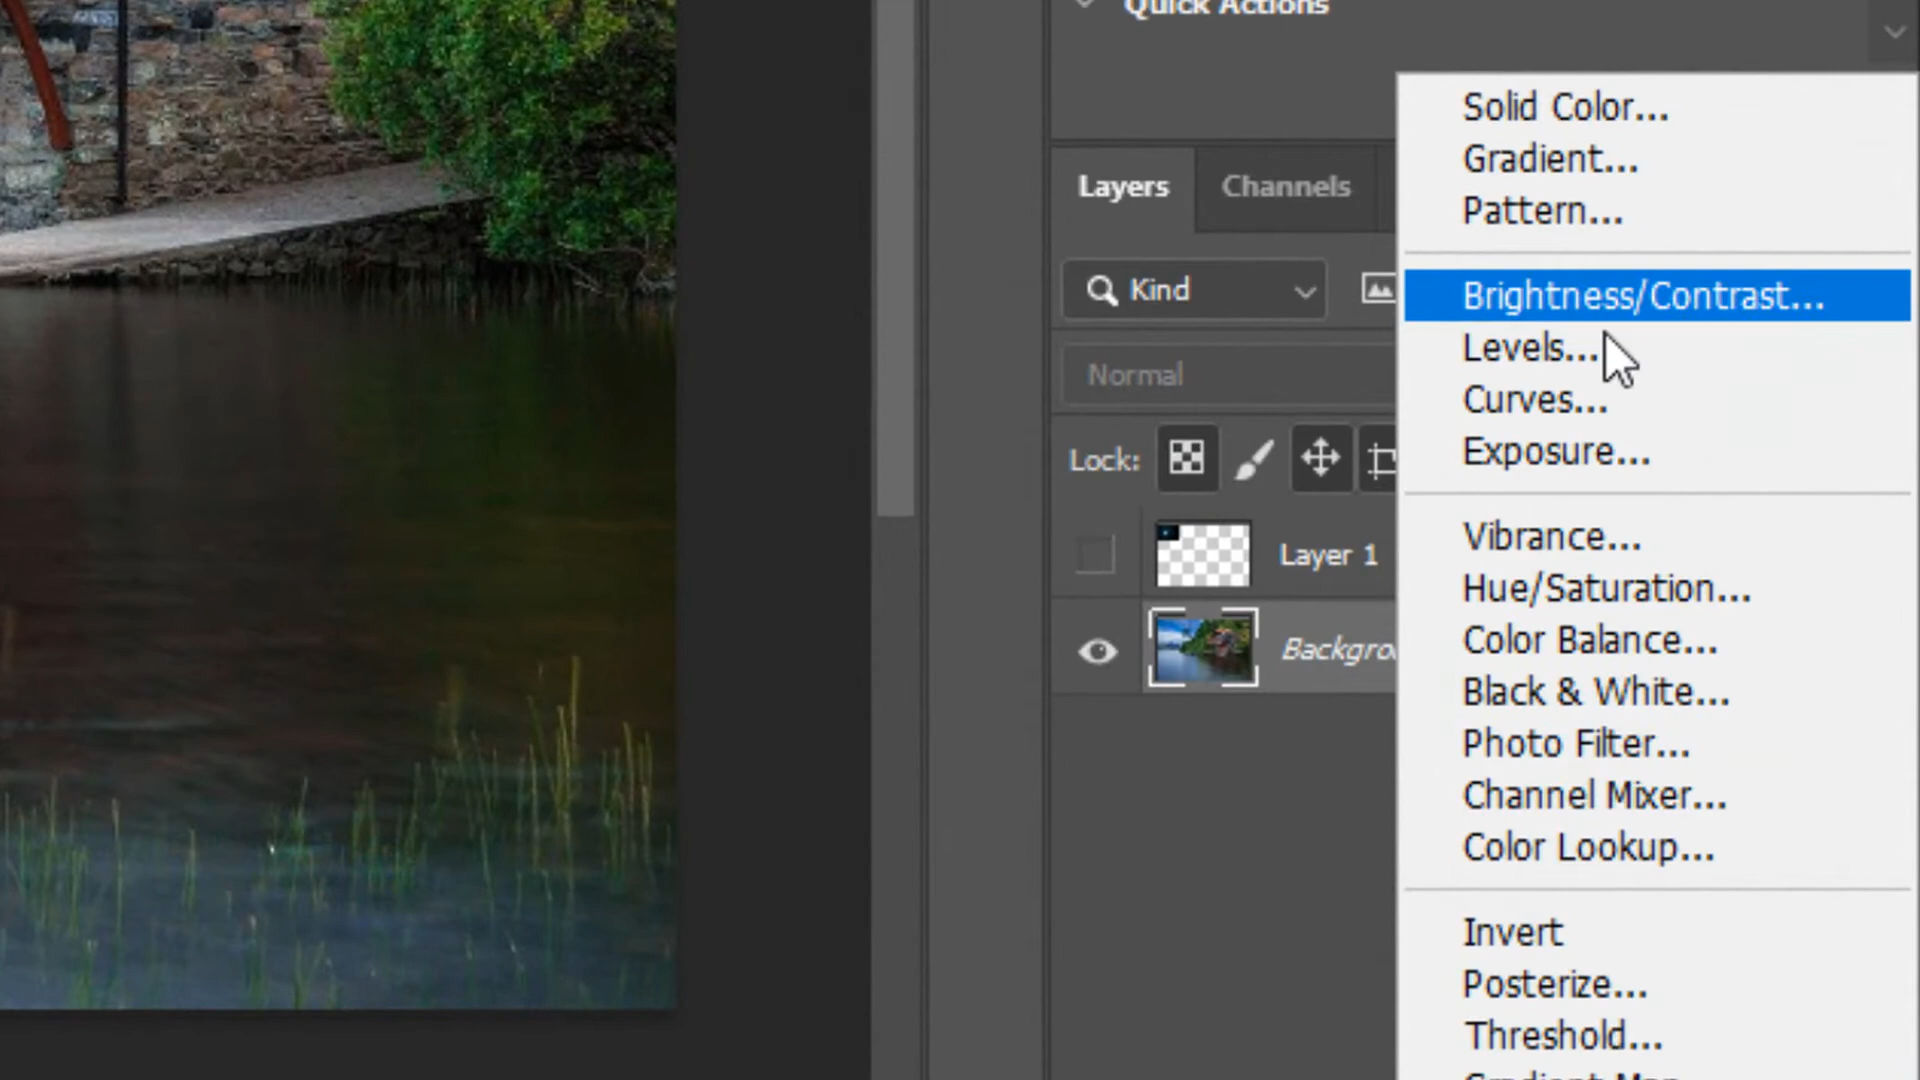 Quick Actions
Layers
Channels
Kind
Normal
Lock:
Layer 1
Backgro
Solid Color...
Gradient...
Pattern...
Brightness/Contrast...
Levels...
Curves...
Exposure...
Vibrance...
Hue/Saturation...
Color Balance...
Black & White...
Photo Filter...
Channel Mixer...
Color Lookup...
Invert
Posterize...
Threshold...